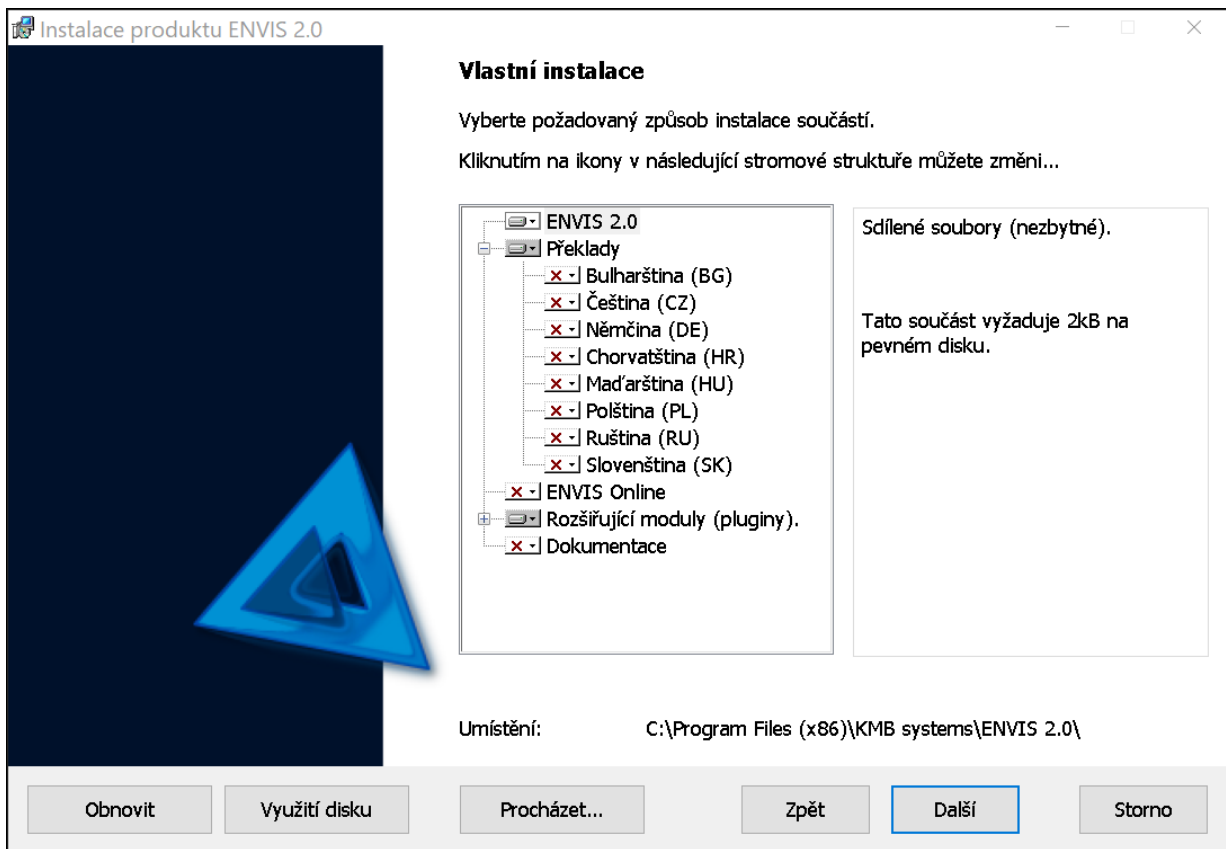 Instalace produktu ENVIS 2.0
Vlastní instalace
Vyberte požadovaný způsob instalace součástí.
Kliknutím na ikony v následující stromové struktuře můžete změni...
ENVIS 2.0
Překlady
Bulharština (BG)
Čeština (CZ)
Němčina (DE)
Chorvatština (HR)
Maďarština (HU)
Polština (PL)
Ruština (RU)
Slovenština (SK)
ENVIS Online
Rozšiřující moduly (pluginy).
Dokumentace
Sdílené soubory (nezbytné).
Tato součást vyžaduje 2kB na
pevném disku.
Umístění: C:\Program Files (x86)\KMB systems\ENVIS 2.0\
Obnovit Využití disku Procházet... Zpět Další Storno